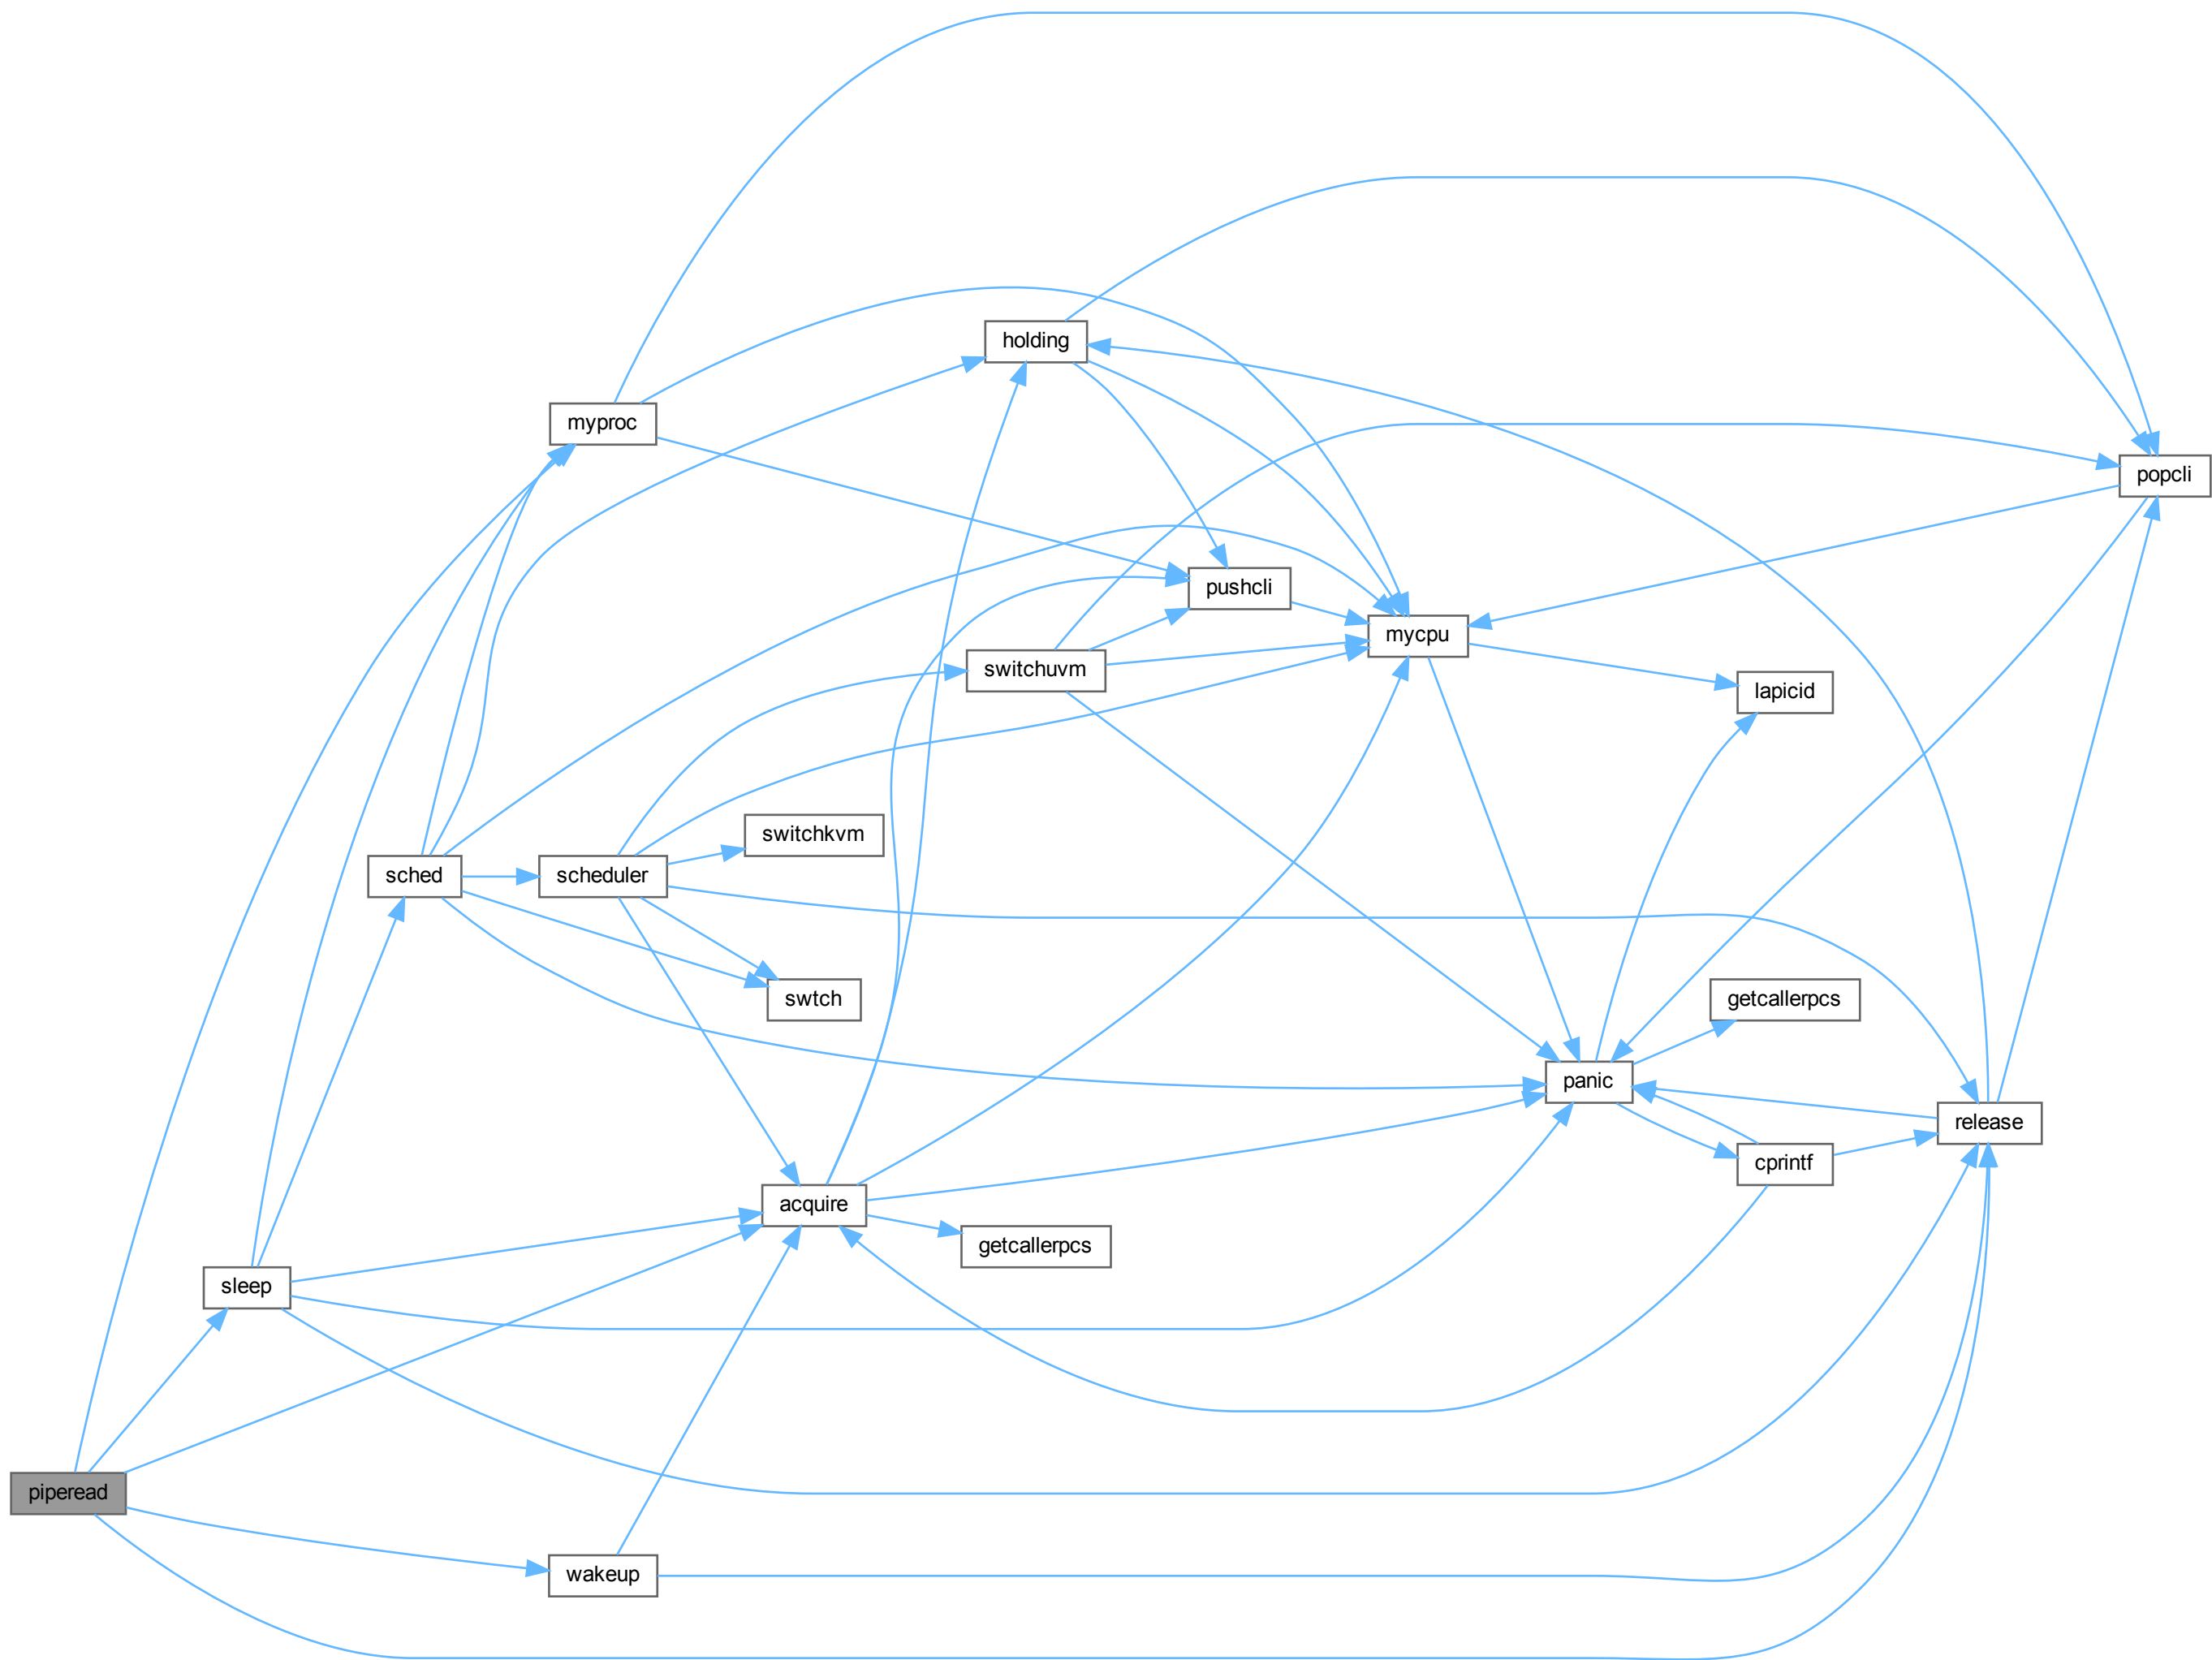 holding
myproc
popcli
pushcli
mycpu
switchuvm
lapicid
switchkvm
sched
scheduler
swtch
getcallerpcs
panic
release
cprintf
acquire
getcallerpcs
sleep
piperead
wakeup